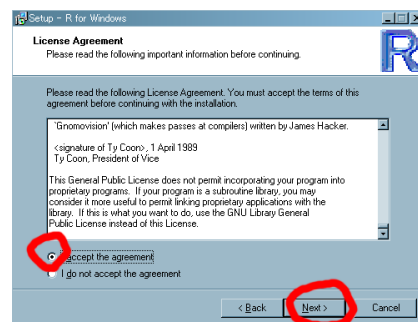 Setup - R for Windows
License Agreement
Please read the following important information before continuing.
R
Please read the following License Agreement. You must accept the terms of this
agreement before continuing with the installation.
'Gnomovision' (which makes passes at compilers) written by James Hacker.
<signature of Ty Coon>, 1 April 1989
Ty Coon, President of Vice
This General Public License does not permit incorporating your program into
proprietary programs. If your program is a subroutine library, you may
consider it more useful to permit linking proprietary applications with the
library. If this is what you want to do, use the GNU Library General
Public License instead of this License.
accept the agreement
I do not accept the agreement
< Back
Next >
Cancel